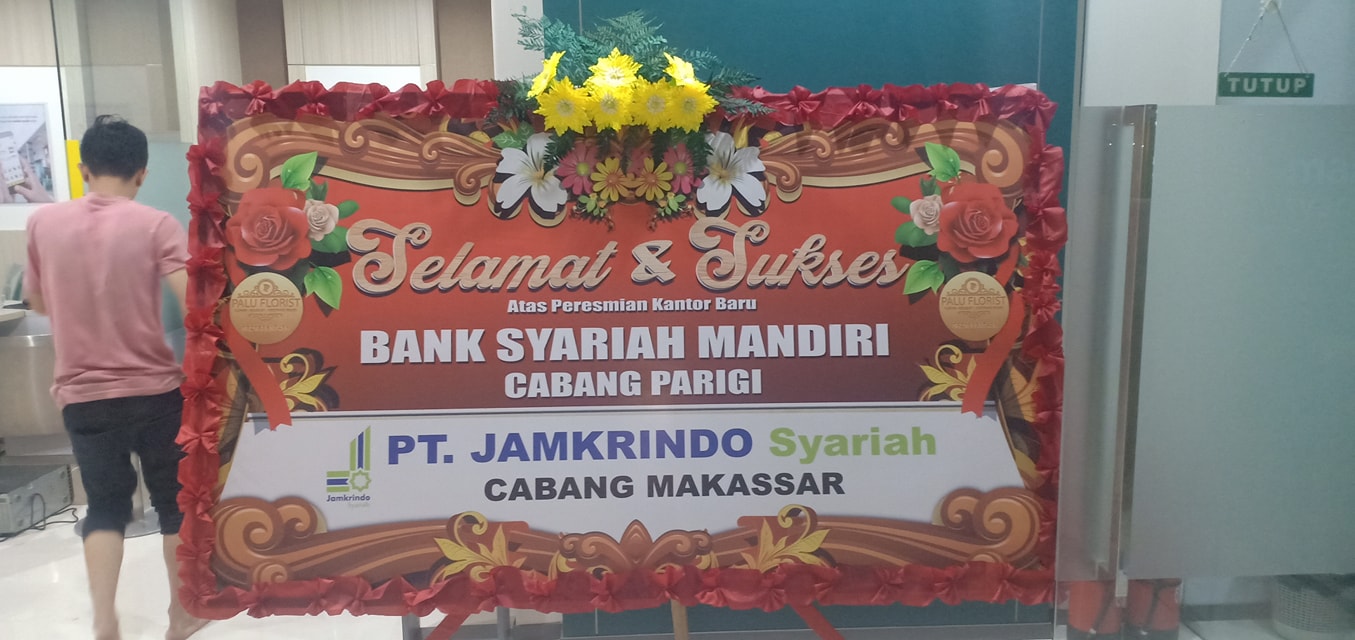 TUTUP
Selamat & Sukses
Atas Peresmian Kantor Baru
PALU FLORIST
PALU FLORIST
BANK SYARIAH MANDIRI
CABANG PARIGI
PT. JAMKRINDO Syariah
Jamkrindo
Syariah
CABANG MAKASSAR